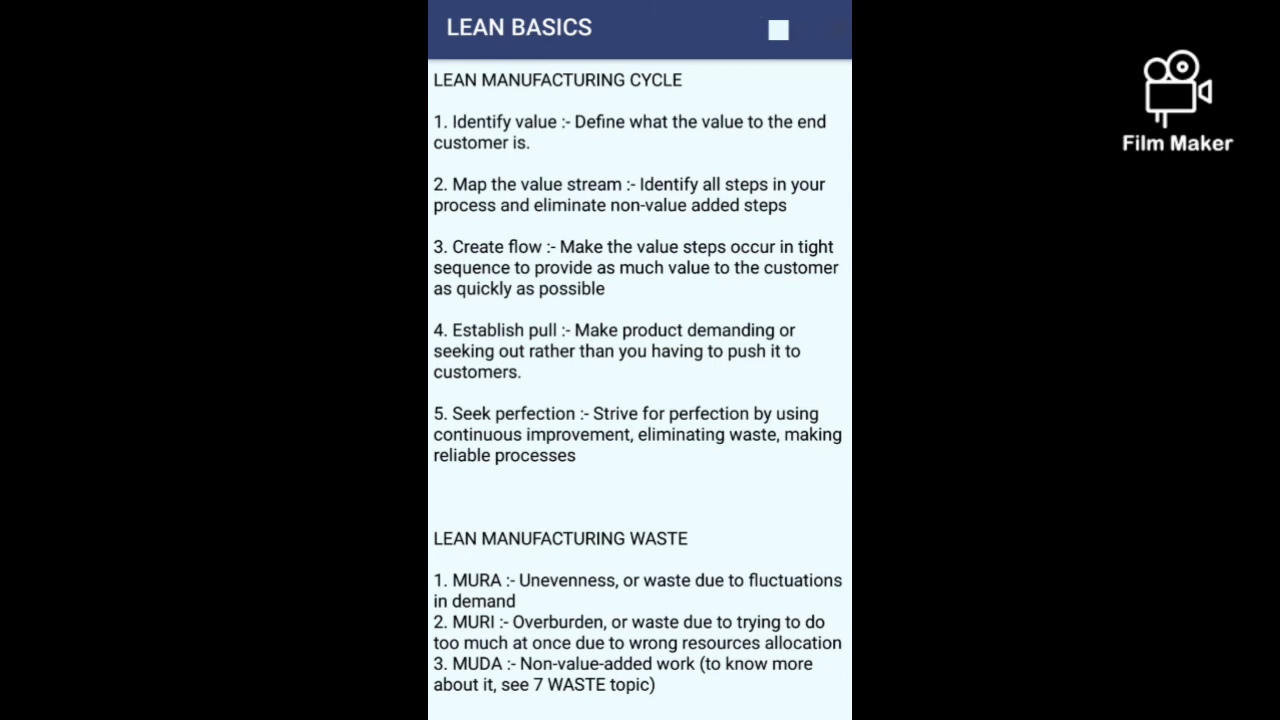 LEAN BASICS
LEAN MANUFACTURING CYCLE
1. Identify value :- Define what the value to the end
customer is.
2. Map the value stream :- Identify all steps in your
process and eliminate non-value added steps
3. Create flow :- Make the value steps occur in tight
sequence to provide as much value to the customer
as quickly as possible
4. Establish pull :- Make product demanding or
seeking out rather than you having to push it to
customers.
5. Seek perfection :- Strive for perfection by using
continuous improvement, eliminating waste, making
reliable processes
LEAN MANUFACTURING WASTE
1. MURA :- Unevenness, or waste due to fluctuations
in demand
2. MURI :- Overburden, or waste due to trying to do
too much at once due to wrong resources allocation
3. MUDA :- Non-value-added work (to know more
about it, see 7 WASTE topic)
Film Maker